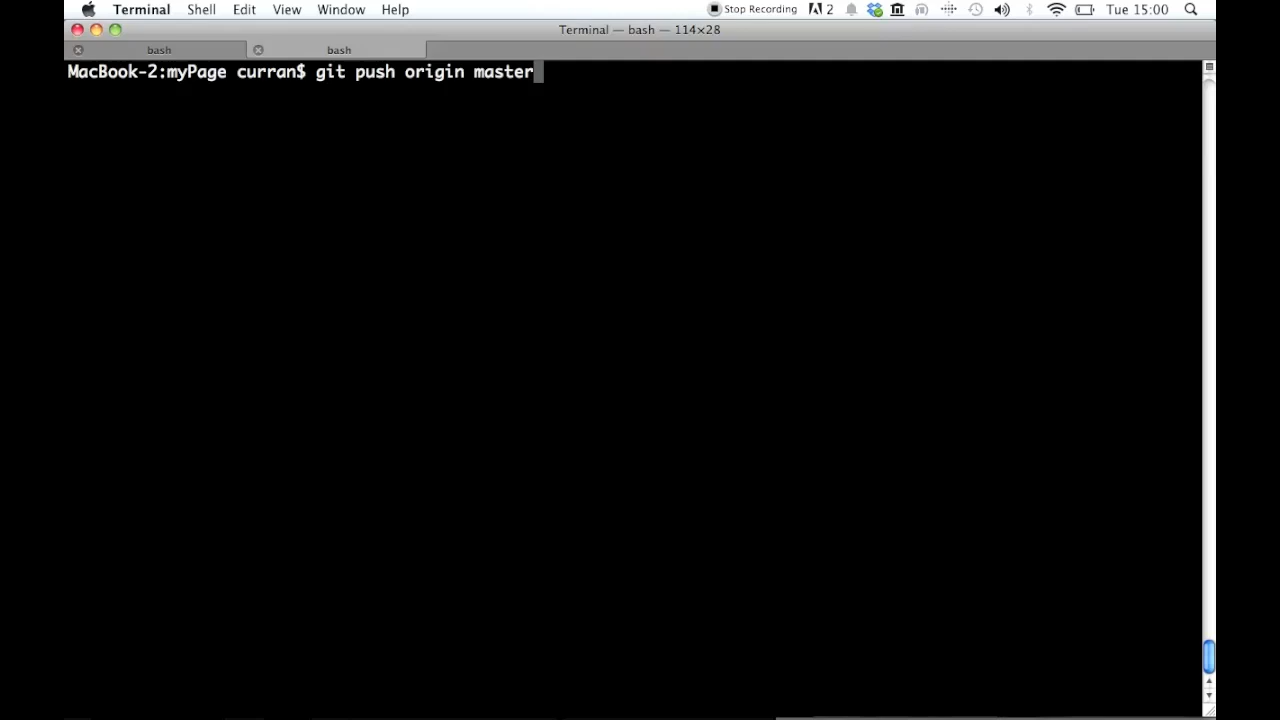 Terminal Shell Edit View Window Help Stop Recording 2 Tue 15:00
Terminal — bash — 114×28
bash bash
MacBook-2:myPage curran$ git push origin master